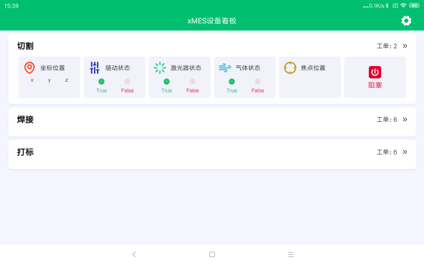 15:39
...0.1K/s
xMES设备看板
切割
工单: 2 »
坐标位置
x y z
随动状态
True False
激光器状态
True False
气体状态
True False
焦点位置
阻塞
焊接
工单: 6 »
打标
工单: 6 »